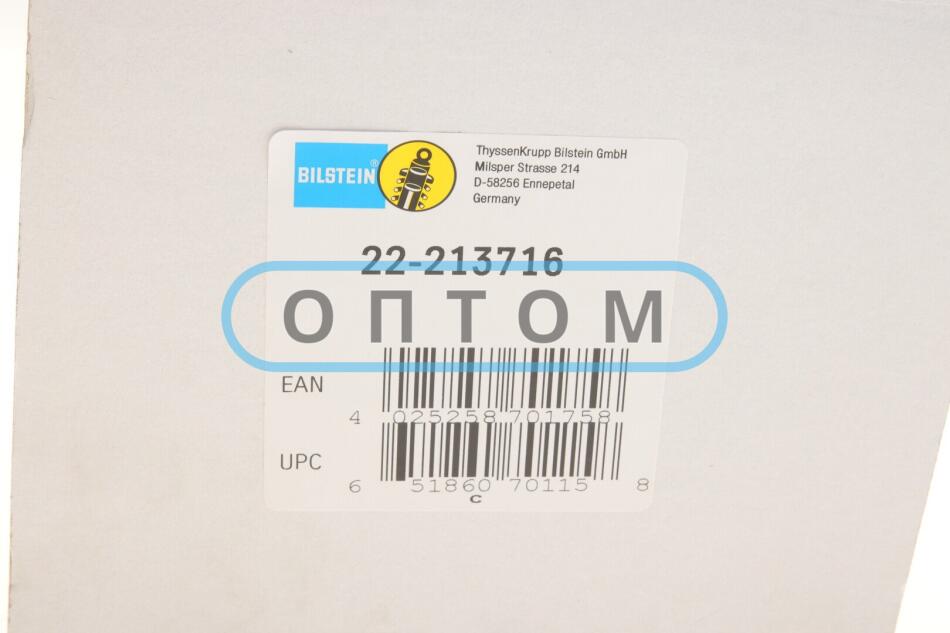 BILSTEIN®
ThyssenKrupp Bilstein GmbH
Milsper Strasse 214
D-58256 Ennepetal
Germany
22-213716
ОПТОМ
EAN
4 025258 701758
UPC
6 51860 70115 8
C